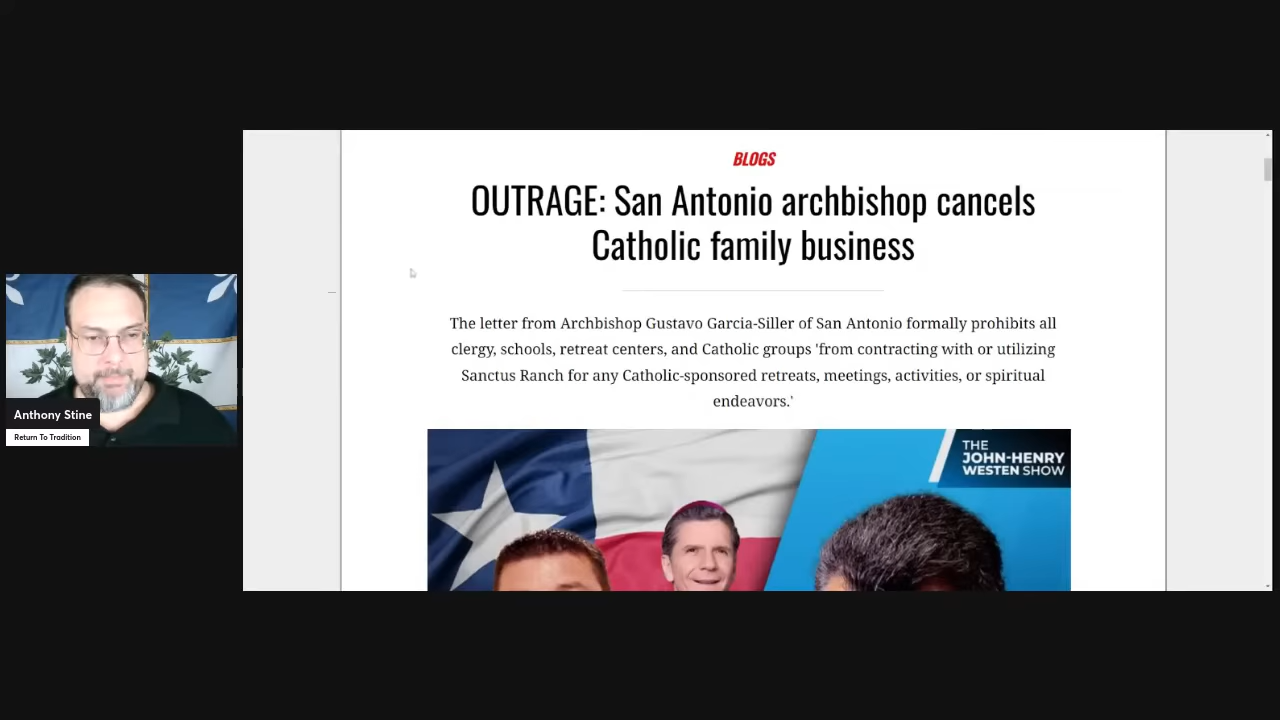 BLOGS
OUTRAGE: San Antonio archbishop cancels
Catholic family business
The letter from Archbishop Gustavo Garcia-Siller of San Antonio formally prohibits all
clergy, schools, retreat centers, and Catholic groups 'from contracting with or utilizing
Sanctus Ranch for any Catholic-sponsored retreats, meetings, activities, or spiritual
endeavors.'
THE
JOHN-HENRY
WESTEN SHOW
Anthony Stine
Return To Tradition